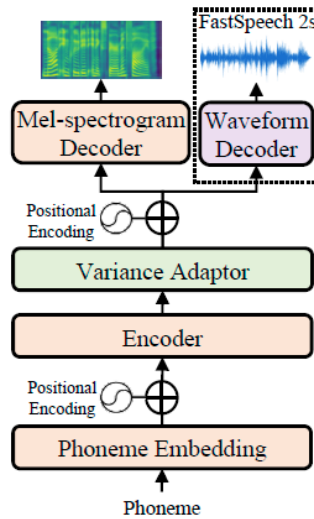 FastSpeech 2s
Mel-spectrogram
Decoder
Waveform
Decoder
Positional
Encoding
Variance Adaptor
Encoder
Positional
Encoding
Phoneme Embedding
Phoneme